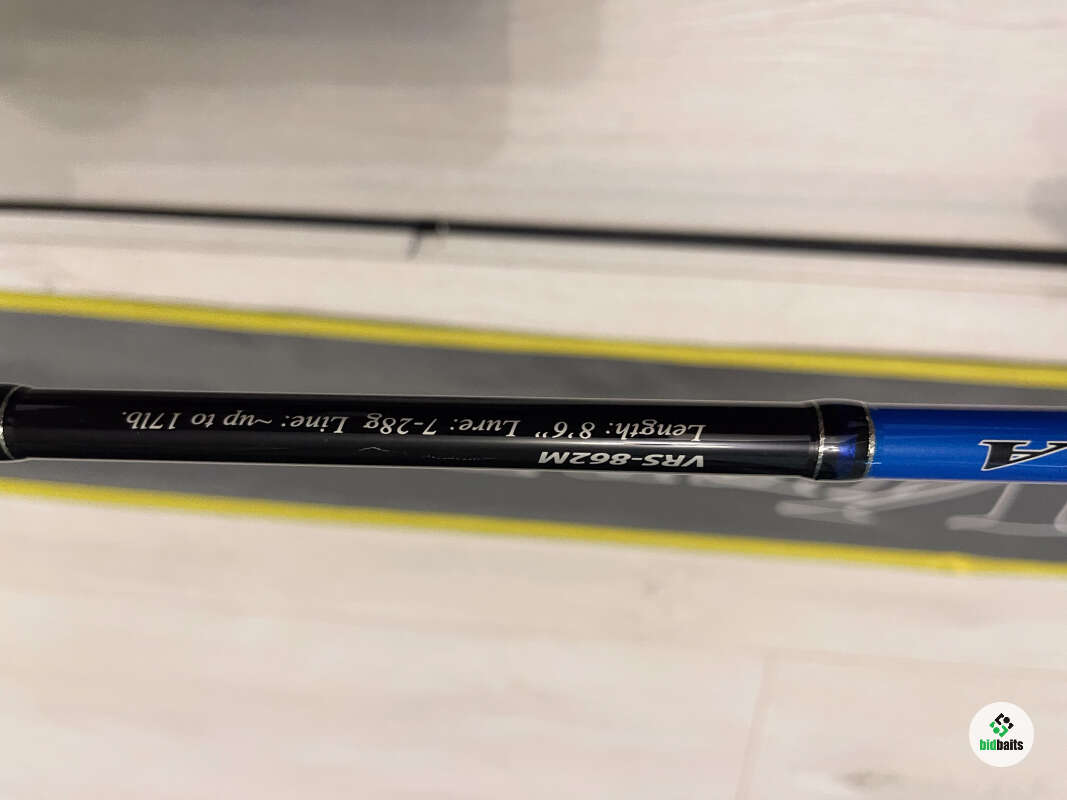 VRS-862M
Length: 8'6" Lure: 7-28g Line: ~up to 17lb.
A
bidbaits